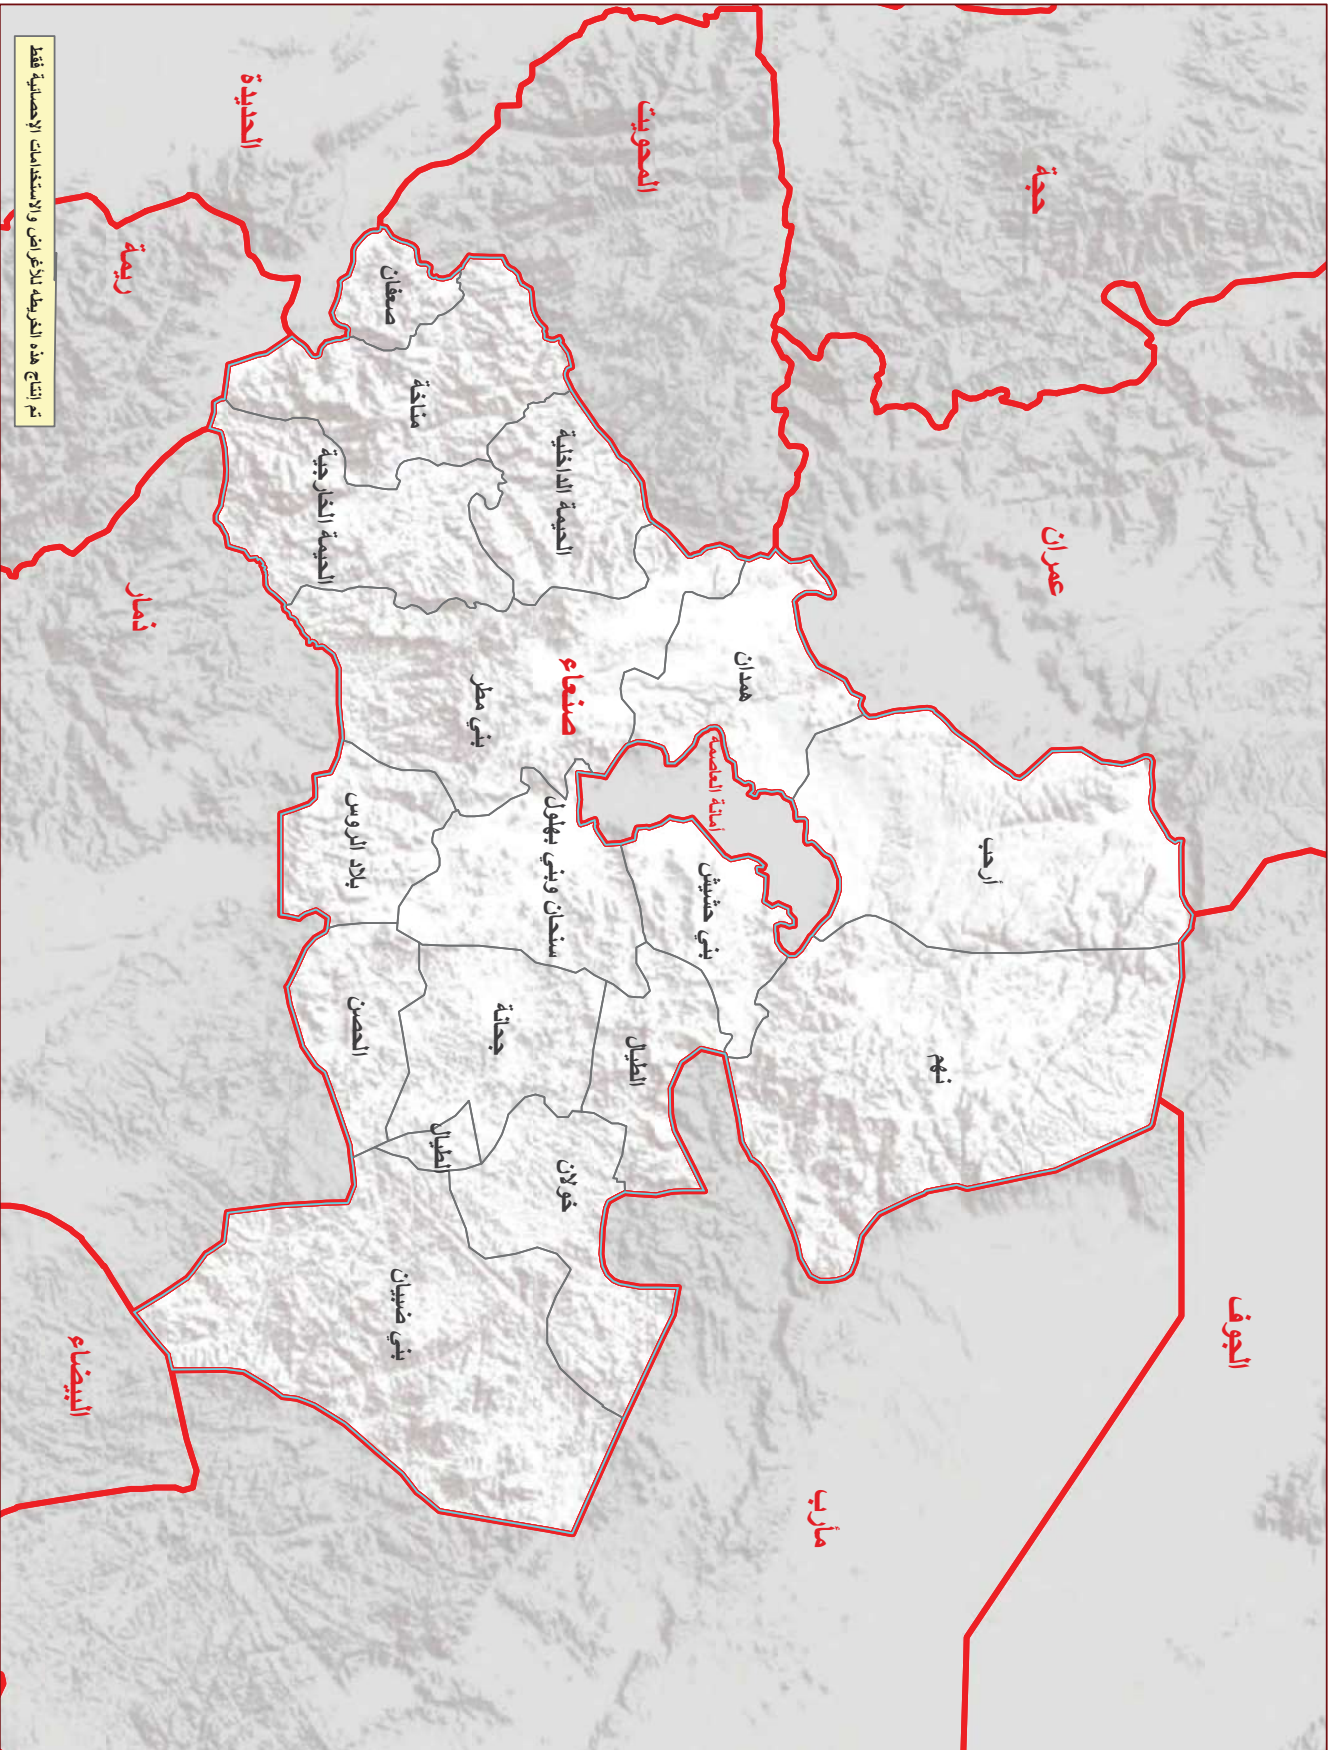 حجة
عمران
الجوف
المحويت
مأرب
الحديدة
ريمة
ذمار
البيضاء
صنعاء
أمانة العاصمة
أرحب
نهم
همدان
بني حشيش
الطيال
خولان
الحيمة الداخلية
سنحان وبني بهلول
جحانة
بني مطر
مناخة
صعفان
الحيمة الخارجية
بلاد الروس
الحصن
الطيال
بني ضبيان
تم إنتاج هذه الخريطه للأغراض والاستخدامات الإحصائية فقط